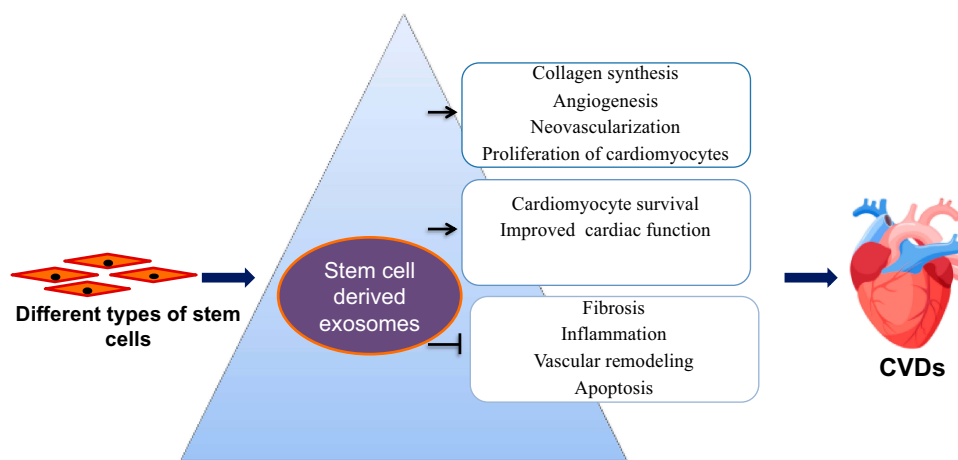 Different types of stem
cells
Stem cell
derived
exosomes
Collagen synthesis
Angiogenesis
Neovascularization
Proliferation of cardiomyocytes
Cardiomyocyte survival
Improved cardiac function
Fibrosis
Inflammation
Vascular remodeling
Apoptosis
CVDs